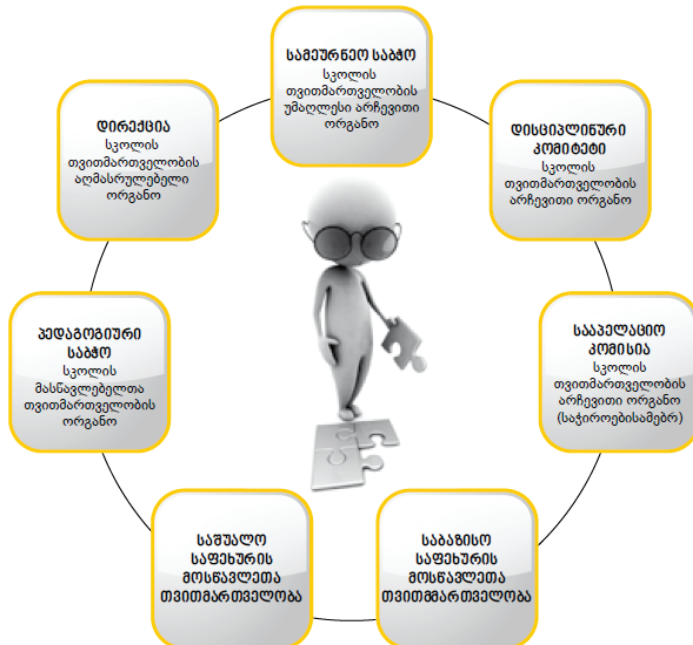 ᲡᲐᲛᲔᲣᲠᲜᲔᲝ ᲡᲐᲑᲭᲝ
სკოლის
თვითმართველობის
უმაღლესი არჩევითი
ორგანო
ᲓᲘᲠᲔᲥᲪᲘᲐ
სკოლის
თვითმართველობის
აღმასრულებელი
ორგანო
ᲓᲘᲡᲪᲘᲞᲚᲘᲜᲣᲠᲘ
ᲙᲝᲛᲘᲢᲔᲢᲘ
სკოლის
თვითმართველობის
არჩევითი ორგანო
ᲞᲔᲓᲐᲒᲝᲒᲘᲣᲠᲘ
ᲡᲐᲑᲭᲝ
სკოლის
მასწავლებელთა
თვითმართველობის
ორგანო
ᲡᲐᲐᲞᲔᲚᲐᲪᲘᲝ
ᲙᲝᲛᲘᲡᲘᲐ
სკოლის
თვითმართველობის
არჩევითი ორგანო
(საჭიროებისამებრ)
ᲡᲐᲨᲣᲐᲚᲝ
ᲡᲐᲤᲔᲮᲣᲠᲘᲡ
ᲛᲝᲡᲬᲐᲕᲚᲔᲗᲐ
ᲗᲕᲘᲗᲛᲐᲠᲗᲕᲔᲚᲝᲑᲐ
ᲡᲐᲑᲐᲖᲘᲡᲝ
ᲡᲐᲤᲔᲮᲣᲠᲘᲡ
ᲛᲝᲡᲬᲐᲕᲚᲔᲗᲐ
ᲗᲕᲘᲗᲛᲛᲐᲠᲗᲕᲔᲚᲝᲑᲐ